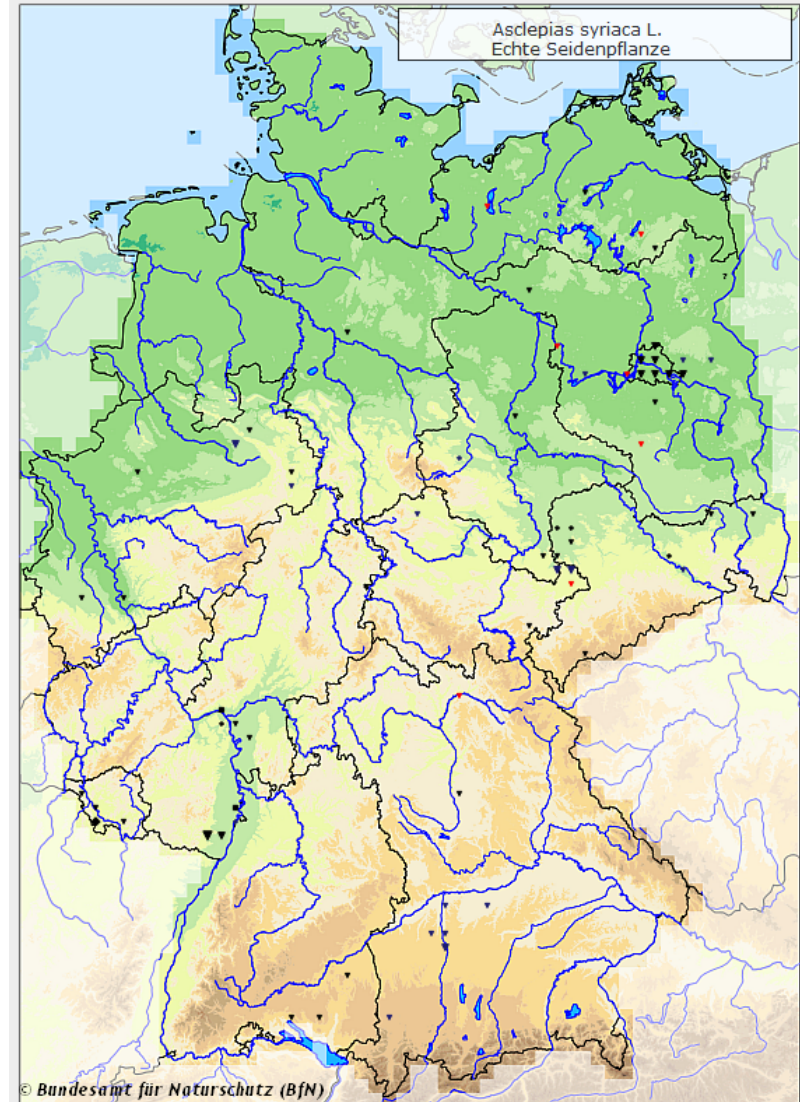 Asclepias syriaca L.
Echte Seidenpflanze
?
© Bundesamt für Naturschutz (BfN)